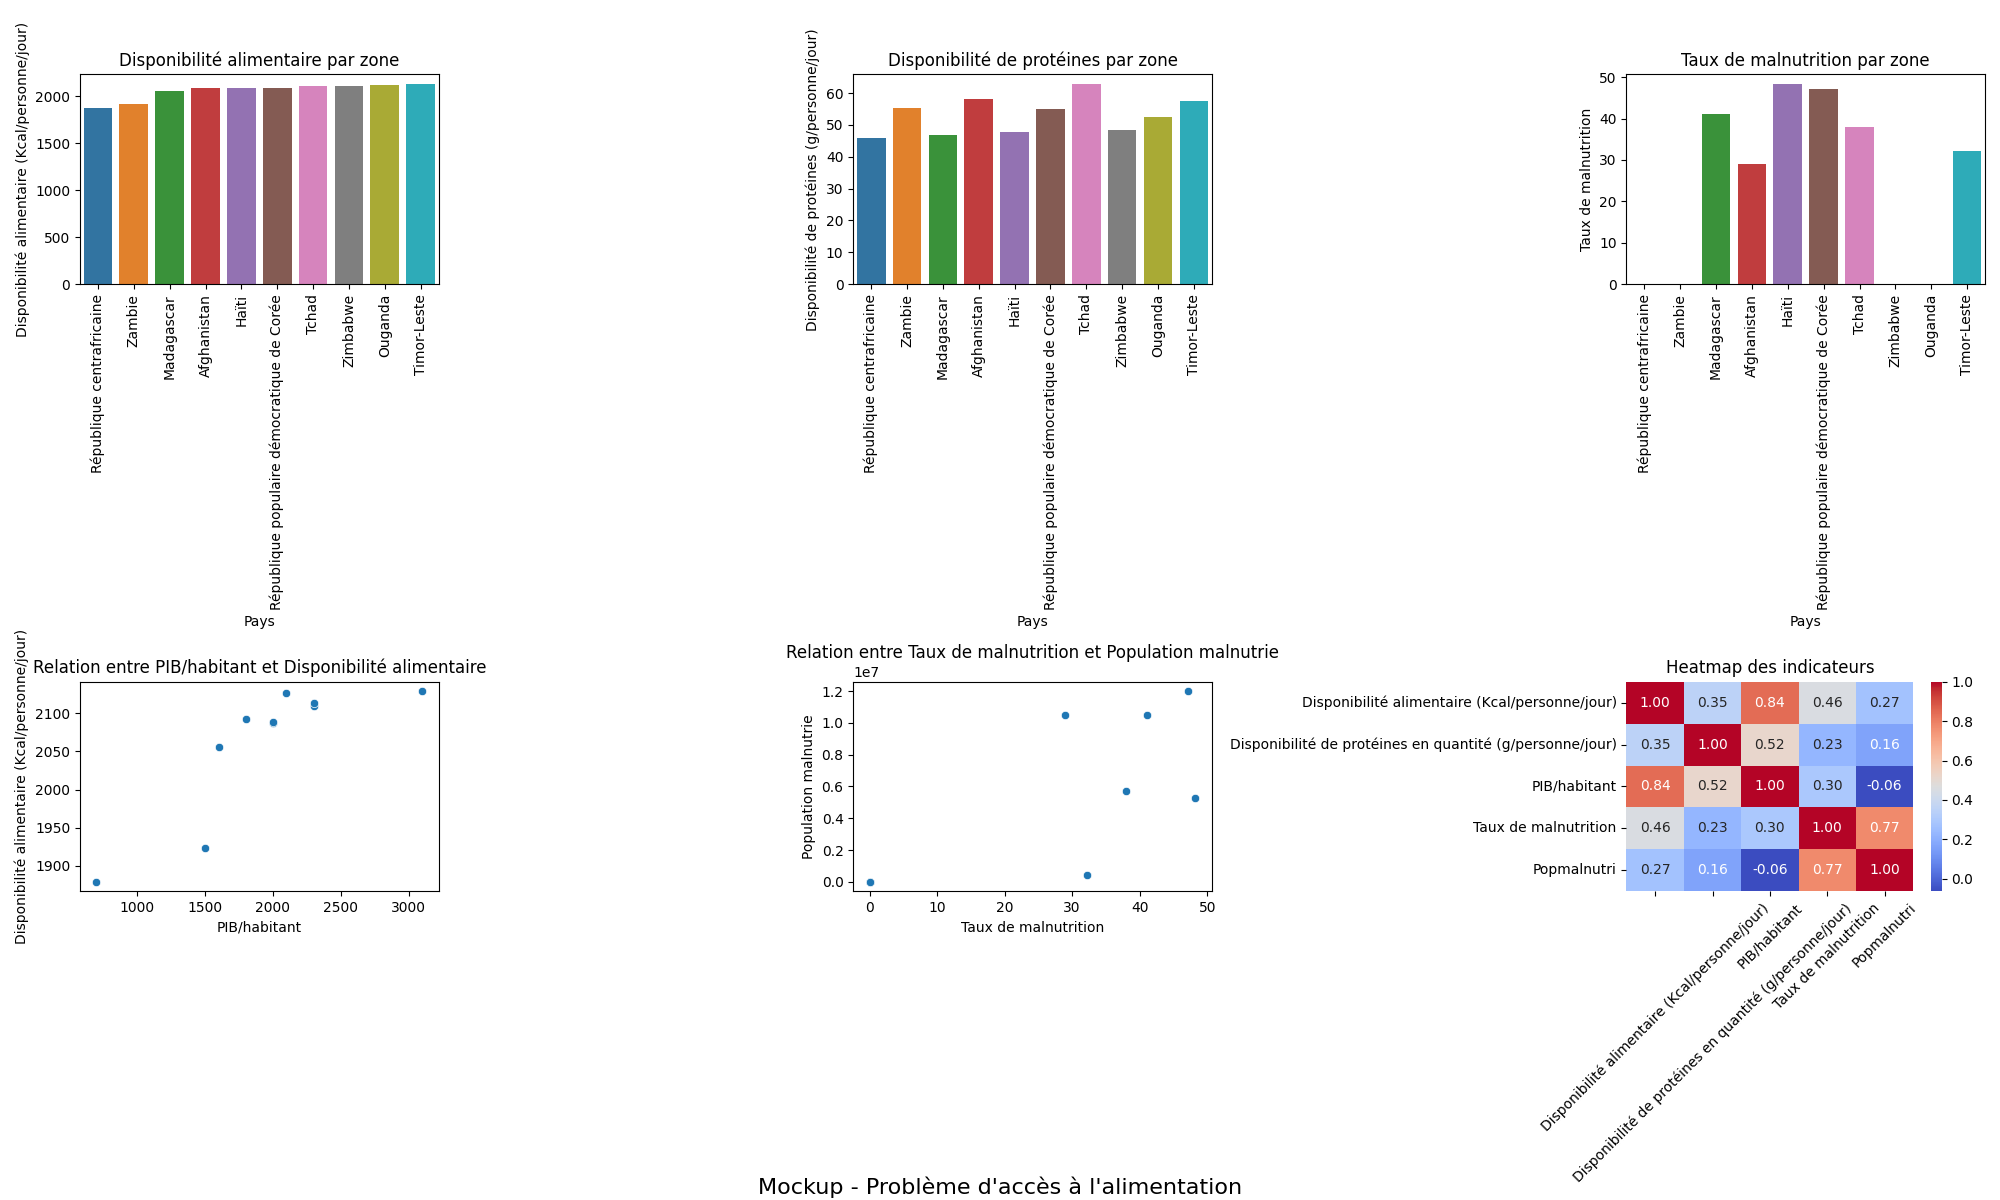 Disponibilité alimentaire par zone
Disponibilité alimentaire (Kcal/personne/jour)
2000
1500
1000
500
0
République centrafricaine
Zambie
Madagascar
Afghanistan
Haïti
République populaire démocratique de Corée
Tchad
Zimbabwe
Ouganda
Timor-Leste
Pays
Disponibilité de protéines par zone
Disponibilité de protéines (g/personne/jour)
60
50
40
30
20
10
0
République centrafricaine
Zambie
Madagascar
Afghanistan
Haïti
République populaire démocratique de Corée
Tchad
Zimbabwe
Ouganda
Timor-Leste
Pays
Taux de malnutrition par zone
Taux de malnutrition
50
40
30
20
10
0
République centrafricaine
Zambie
Madagascar
Afghanistan
Haïti
République populaire démocratique de Corée
Tchad
Zimbabwe
Ouganda
Timor-Leste
Pays
Relation entre PIB/habitant et Disponibilité alimentaire
Disponibilité alimentaire (Kcal/personne/jour)
2100
2050
2000
1950
1900
1000 1500 2000 2500 3000
PIB/habitant
Relation entre Taux de malnutrition et Population malnutrie
1e7
Population malnutrie
1.2
1.0
0.8
0.6
0.4
0.2
0.0
0 10 20 30 40 50
Taux de malnutrition
Heatmap des indicateurs
Disponibilité alimentaire (Kcal/personne/jour) 1.00 0.35 0.84 0.46 0.27
Disponibilité de protéines en quantité (g/personne/jour) 0.35 1.00 0.52 0.23 0.16
PIB/habitant 0.84 0.52 1.00 0.30 -0.06
Taux de malnutrition 0.46 0.23 0.30 1.00 0.77
Popmalnutri 0.27 0.16 -0.06 0.77 1.00
1.0
0.8
0.6
0.4
0.2
0.0
Disponibilité alimentaire (Kcal/personne/jour)
Disponibilité de protéines en quantité (g/personne/jour)
PIB/habitant
Taux de malnutrition
Popmalnutri
Mockup - Problème d'accès à l'alimentation